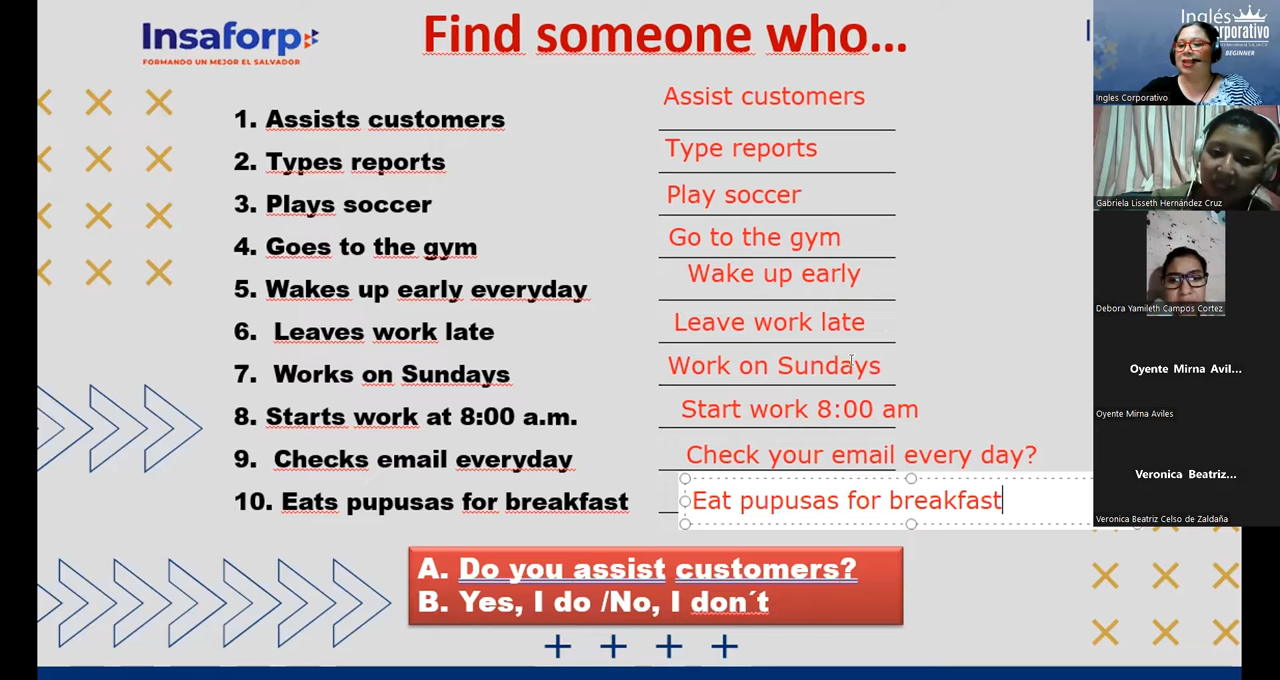 Insaforp
FORMANDO UN MEJOR EL SALVADOR
Find someone who...
1. Assists customers
2. Types reports
3. Plays soccer
4. Goes to the gym
5. Wakes up early everyday
6. Leaves work late
7. Works on Sundays
8. Starts work at 8:00 a.m.
9. Checks email everyday
10. Eats pupusas for breakfast
Assist customers
Type reports
Play soccer
Go to the gym
Wake up early
Leave work late
Work on Sundays
Start work 8:00 am
Check your email every day?
Eat pupusas for breakfast
A. Do you assist customers?
B. Yes, I do /No, I don´t
Inglés
BEGINNER
Ingles Corporativo
Gabriela Lisseth Hernández Cruz
Debora Yamileth Campos Cortez
Oyente Mirna Avil...
Oyente Mirna Aviles
Veronica Beatriz...
Veronica Beatriz Celso de Zaldaña